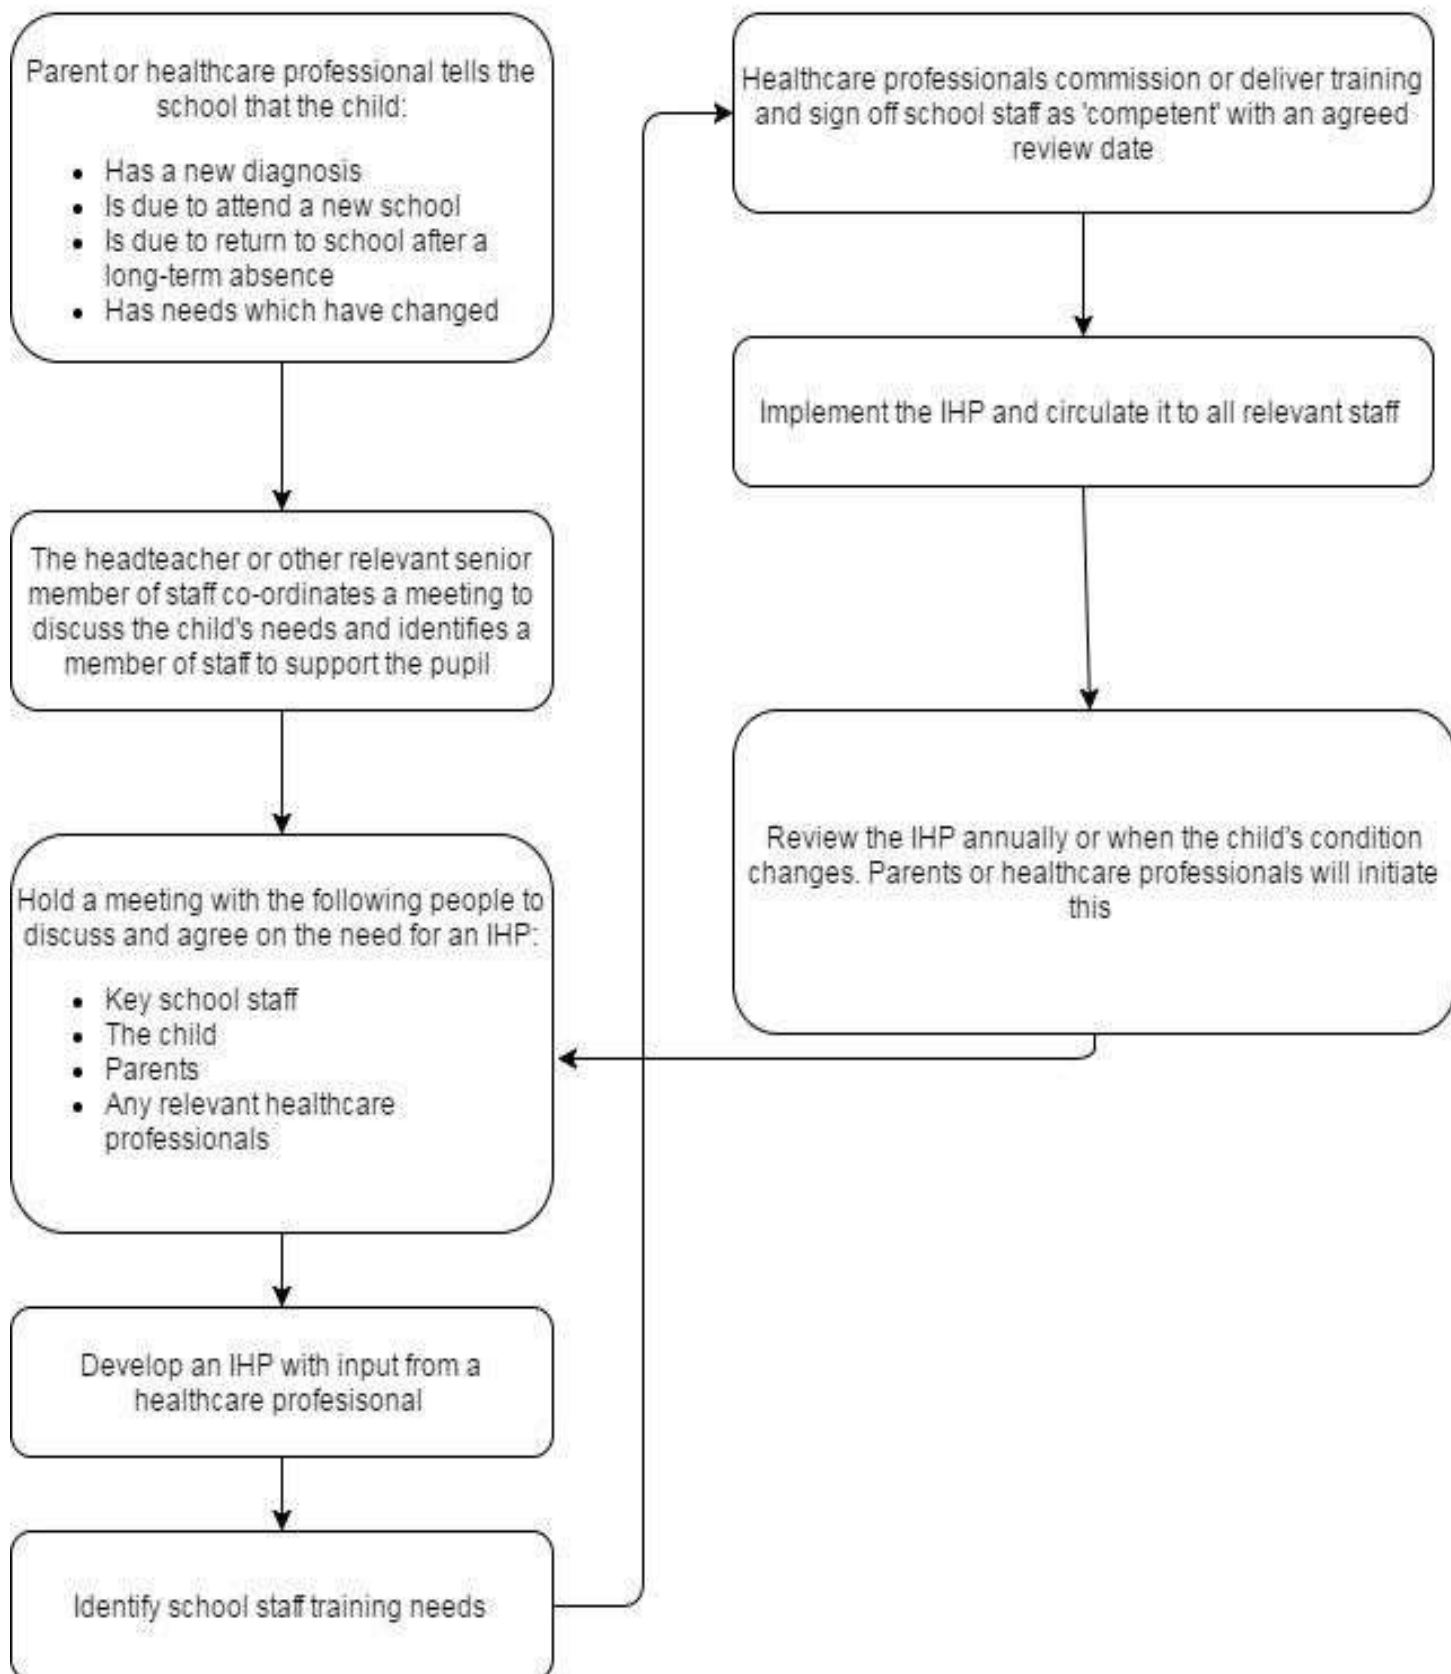 Parent or healthcare professional tells the
school that the child:
• Has a new diagnosis
• Is due to attend a new school
• Is due to return to school after a
long-term absence
• Has needs which have changed
The headteacher or other relevant senior
member of staff co-ordinates a meeting to
discuss the child's needs and identifies a
member of staff to support the pupil
Hold a meeting with the following people to
discuss and agree on the need for an IHP:
• Key school staff
• The child
• Parents
• Any relevant healthcare
professionals
Develop an IHP with input from a
healthcare profesisonal
Identify school staff training needs
Healthcare professionals commission or deliver training
and sign off school staff as 'competent' with an agreed
review date
Implement the IHP and circulate it to all relevant staff
Review the IHP annually or when the child's condition
changes. Parents or healthcare professionals will initiate
this